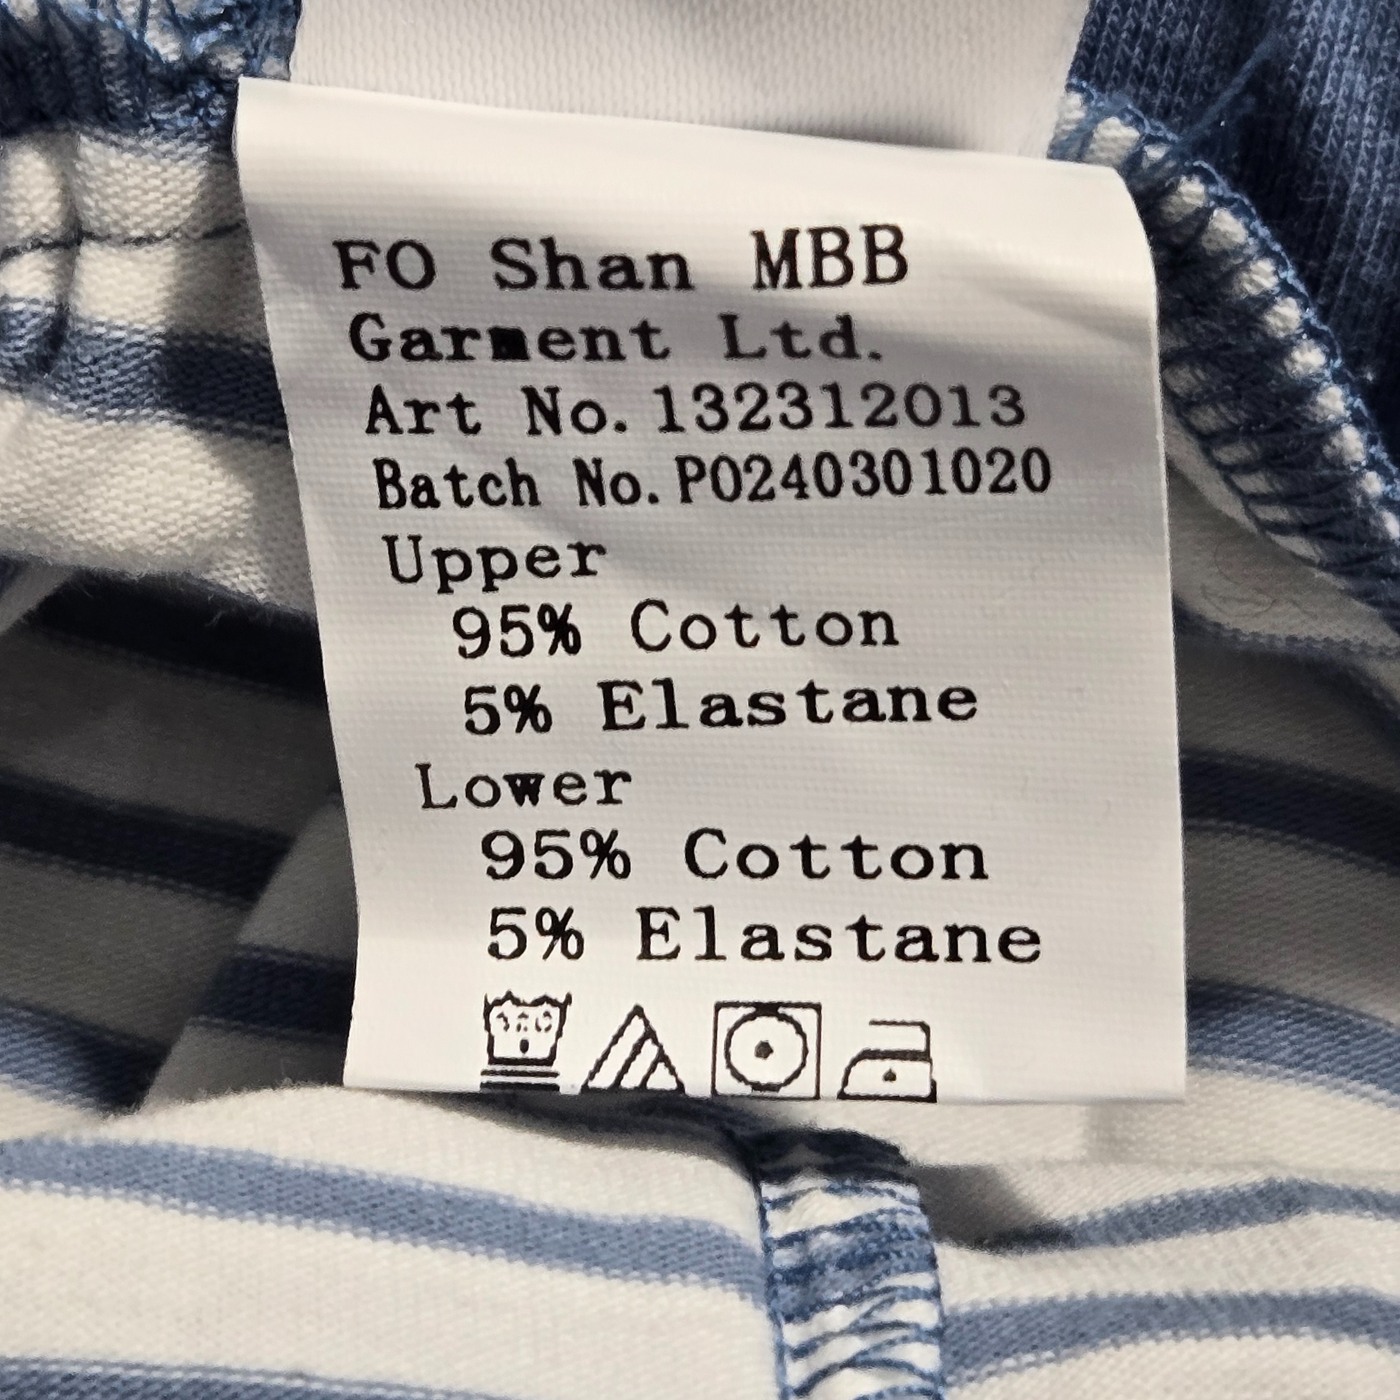 FO Shan MBB
Garment Ltd.
Art No. 132312013
Batch No. P0240301020
Upper
95% Cotton
5% Elastane
Lower
95% Cotton
5% Elastane